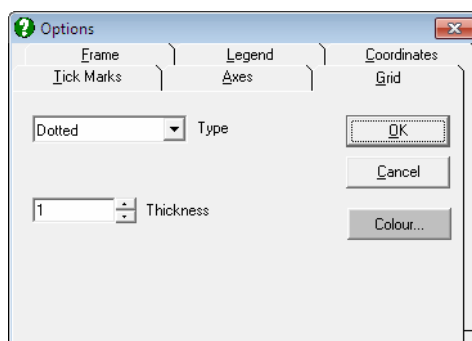 Options
Frame Legend Coordinates
Tick Marks Axes Grid
Dotted Type OK
Cancel
1 Thickness
Colour...